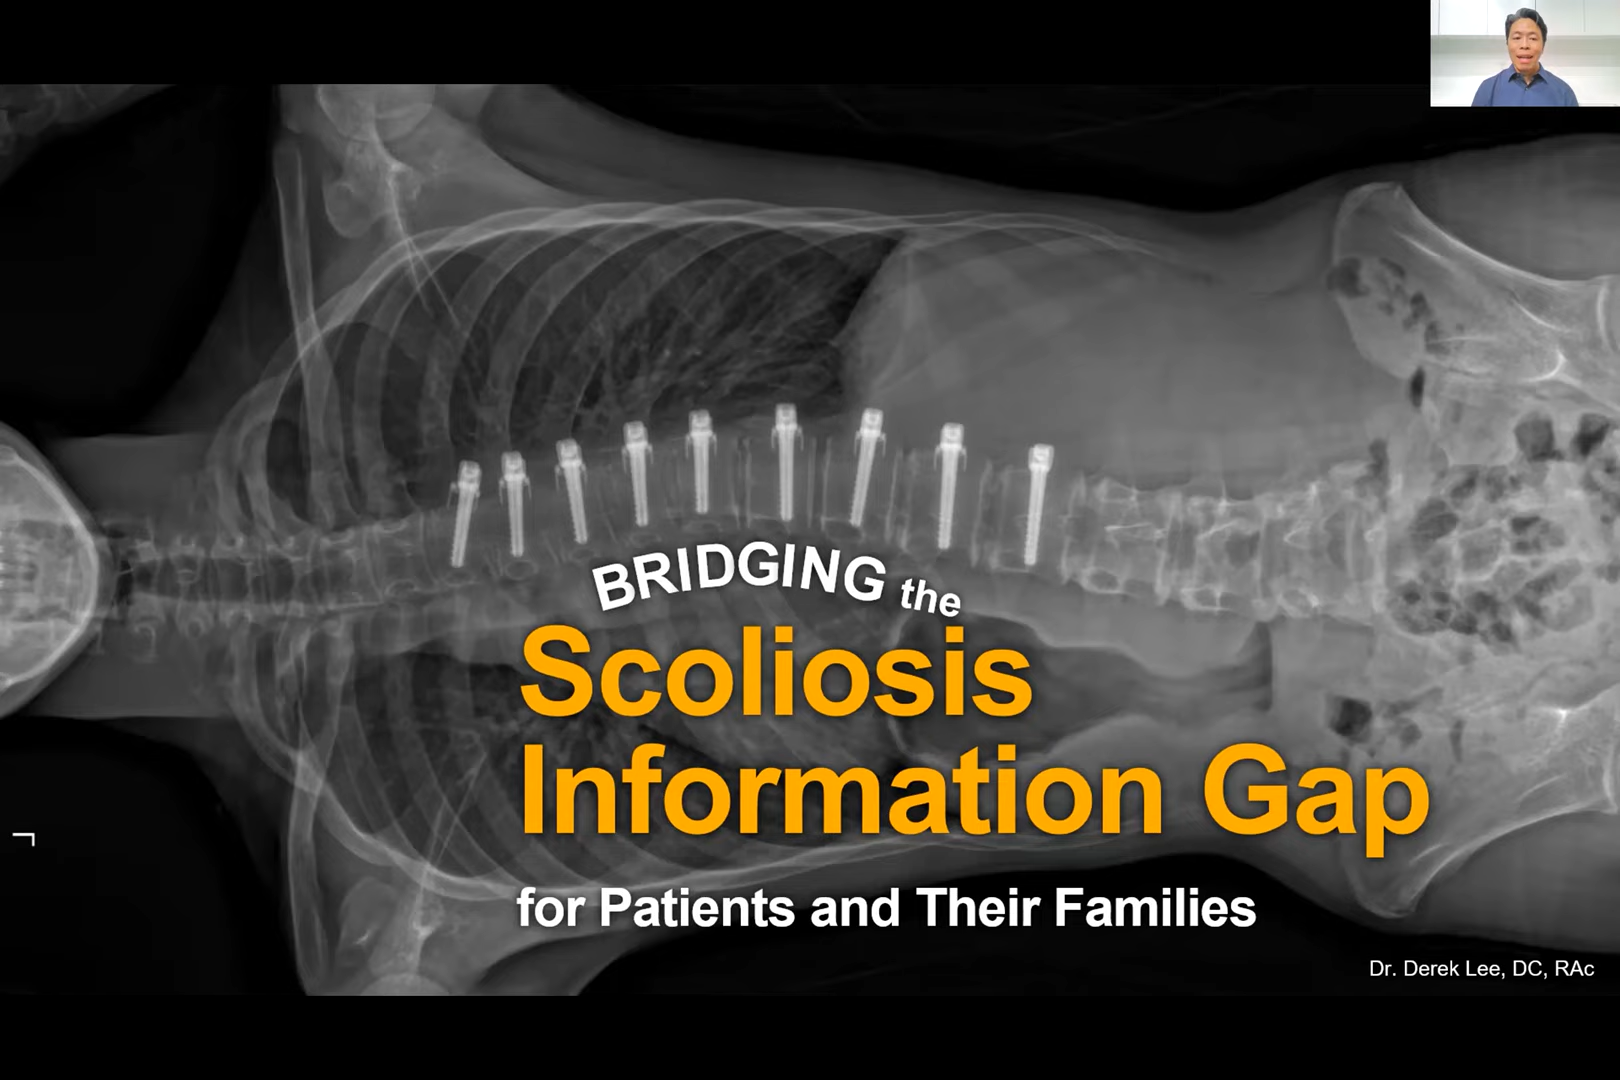 BRIDGING the
Scoliosis
Information Gap
for Patients and Their Families
Dr. Derek Lee, DC, RAc